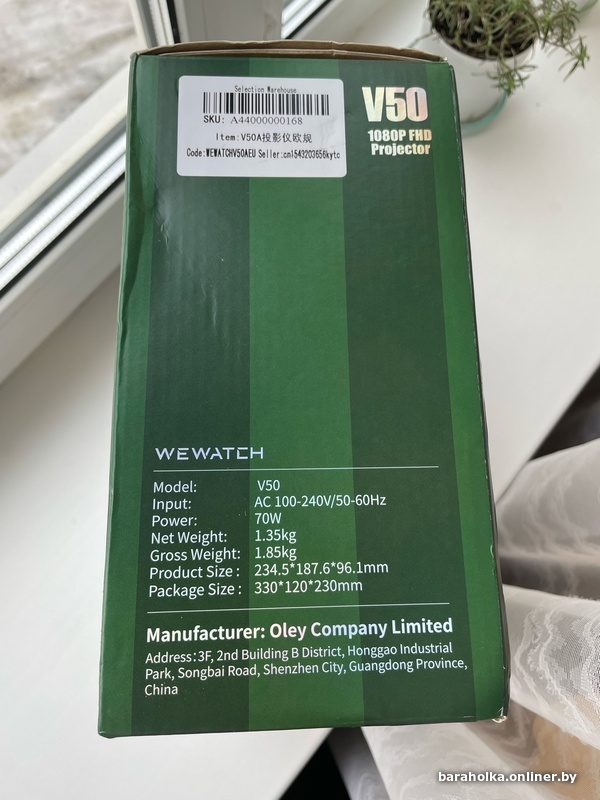 Selection Warehouse
SKU: A44000000168
Item:V50A投影仪欧规
Code:WEWATCHV50AEU Seller:cn1543203656kytc
V50
1080P FHD
Projector
WEWATCH
Model: V50
Input: AC 100-240V/50-60Hz
Power: 70W
Net Weight: 1.35kg
Gross Weight: 1.85kg
Product Size : 234.5*187.6*96.1mm
Package Size : 330*120*230mm
Manufacturer: Oley Company Limited
Address:3F, 2nd Building B District, Honggao Industrial
Park, Songbai Road, Shenzhen City, Guangdong Province,
China
baraholka.onliner.by